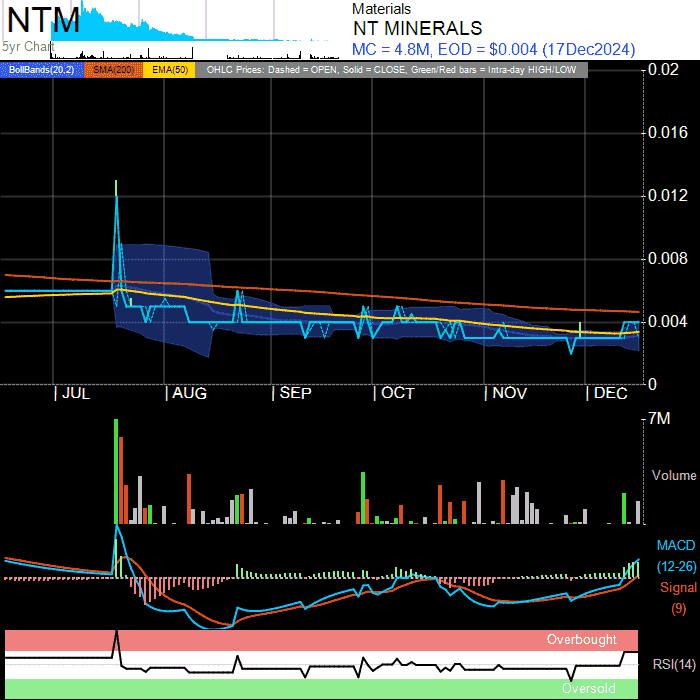 NTM
5yr Chart
Materials
NT MINERALS
MC = 4.8M, EOD = $0.004 (17Dec2024)
BollBands(20,2) SMA(200) EMA(50) OHLC Prices: Dashed = OPEN, Solid = CLOSE, Green/Red bars = Intra-day HIGH/LOW
0.02
0.016
0.012
0.008
0.004
0
| JUL | AUG | SEP | OCT | NOV | DEC
7M
Volume
MACD
(12-26)
Signal
(9)
Overbought
RSI(14)
Oversold